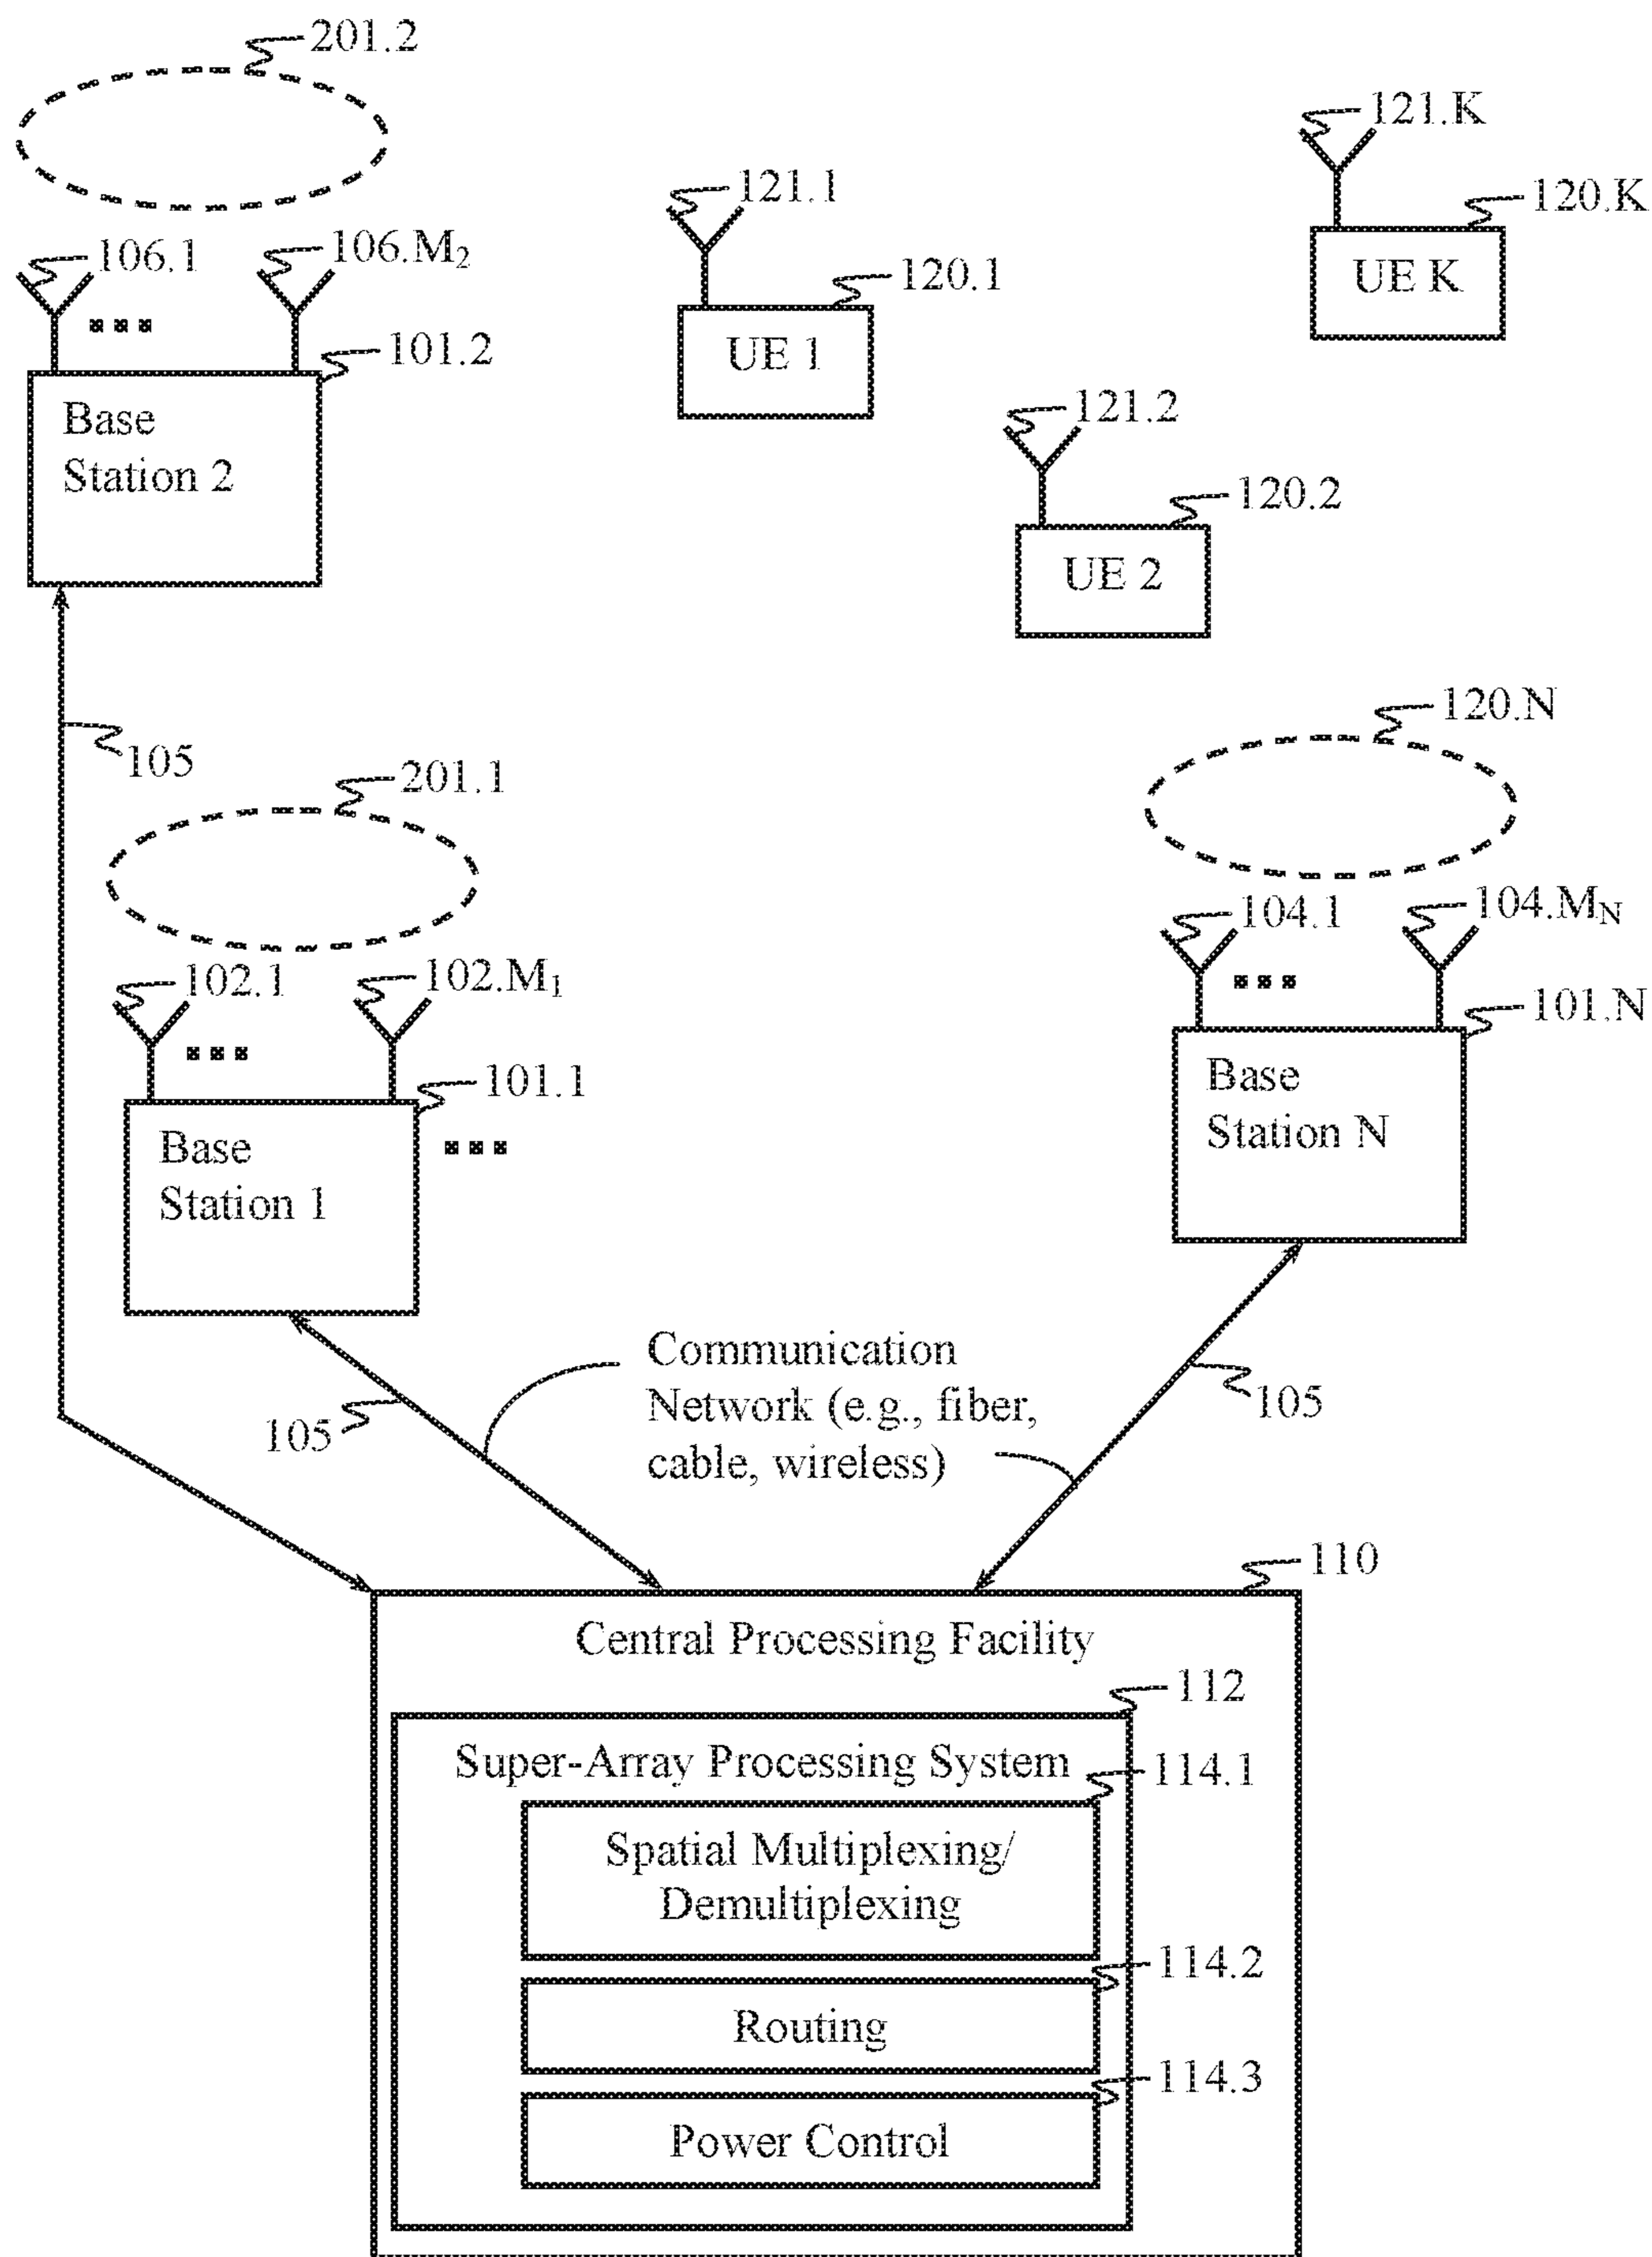 201.2
121.K
121.1
120.K
106.1
106.M2
120.1
UE K
101.2
UE 1
Base
Station 2
121.2
120.2
UE 2
120.N
105
201.1
104.1
104.MN
102.1
102.M1
101.N
101.1
Base
Station N
Base
Station 1
Communication
Network (e.g., fiber,
cable, wireless)
105
105
110
Central Processing Facility
112
Super-Array Processing System
114.1
Spatial Multiplexing/
Demultiplexing
114.2
Routing
114.3
Power Control